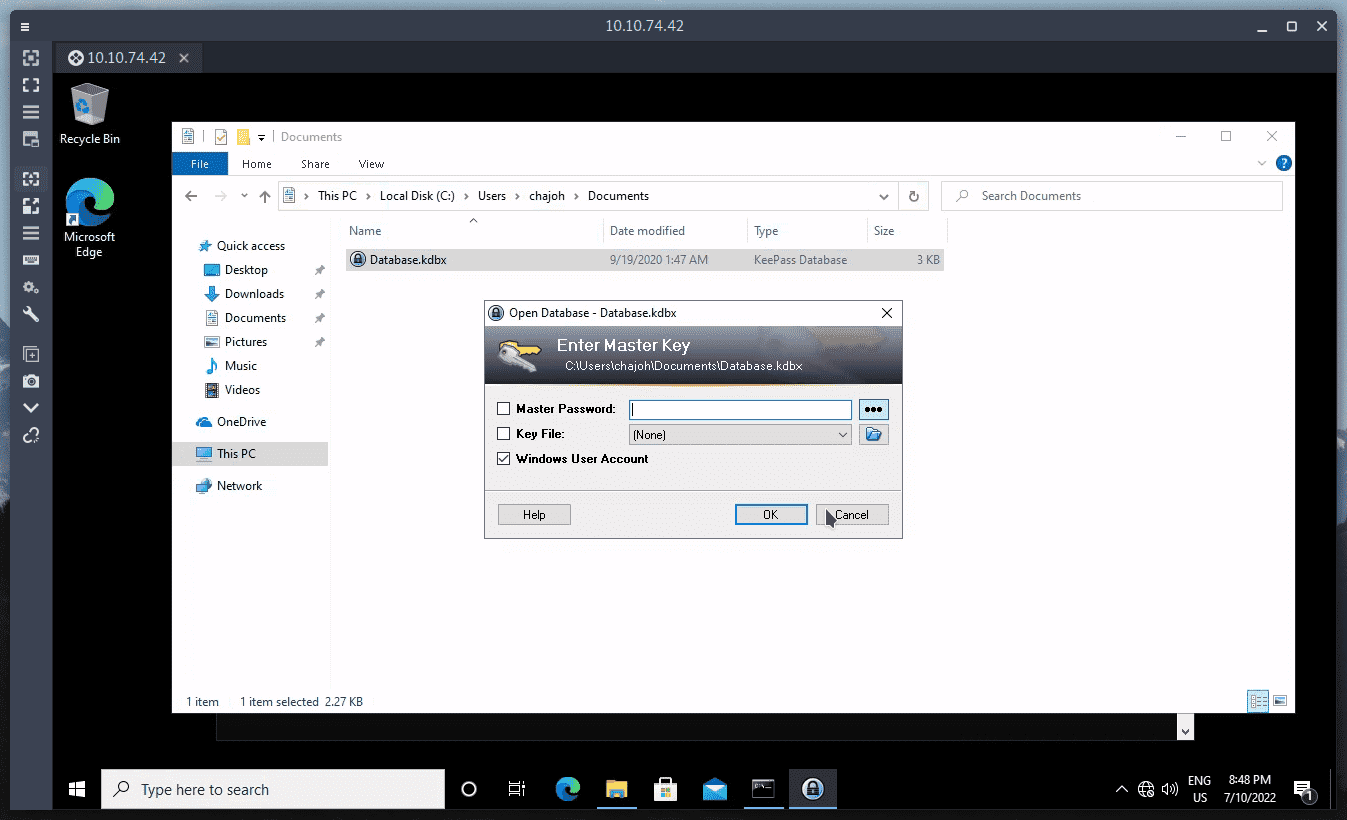 10.10.74.42
10.10.74.42
Recycle Bin
Microsoft
Edge
Documents
File Home Share View
This PC Local Disk (C:) Users chajoh Documents
Search Documents
Name Date modified Type Size
Database.kdbx 9/19/2020 1:47 AM KeePass Database 3 KB
Quick access
Desktop
Downloads
Documents
Pictures
Music
Videos
OneDrive
This PC
Network
Open Database - Database.kdbx
Enter Master Key
C:\Users\chajoh\Documents\Database.kdbx
Master Password:
Key File: (None)
Windows User Account
Help OK Cancel
1 item 1 item selected 2.27 KB
Type here to search
ENG
US
8:48 PM
7/10/2022
1